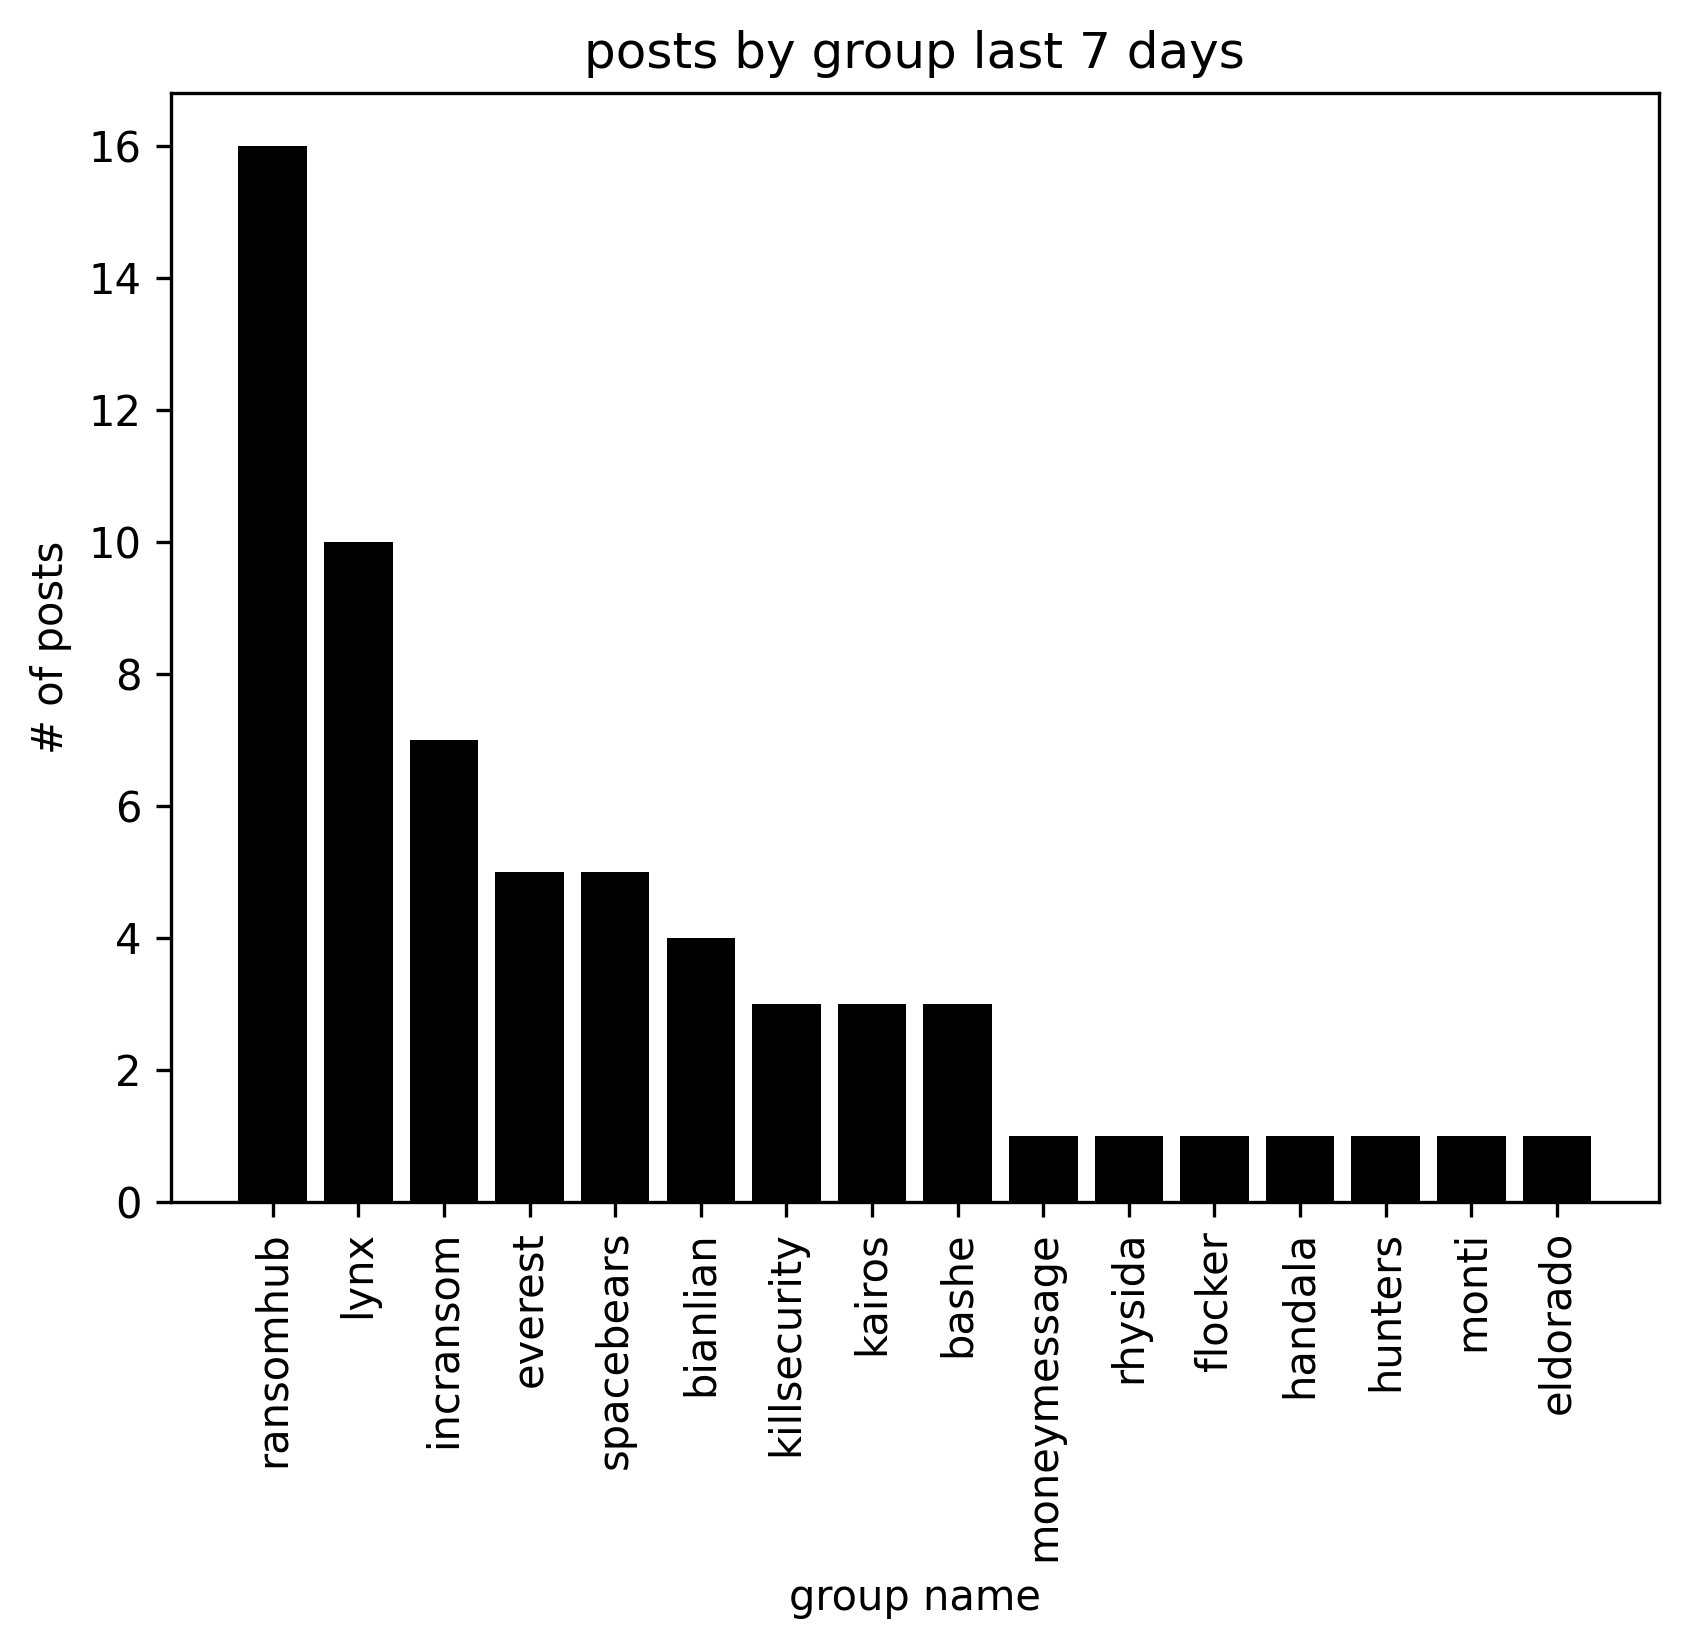 posts by group last 7 days
# of posts
16
14
12
10
8
6
4
2
0
ransomhub
lynx
incransom
everest
spacebears
bianlian
killsecurity
kairos
bashe
moneymessage
rhysida
flocker
handala
hunters
monti
eldorado
group name